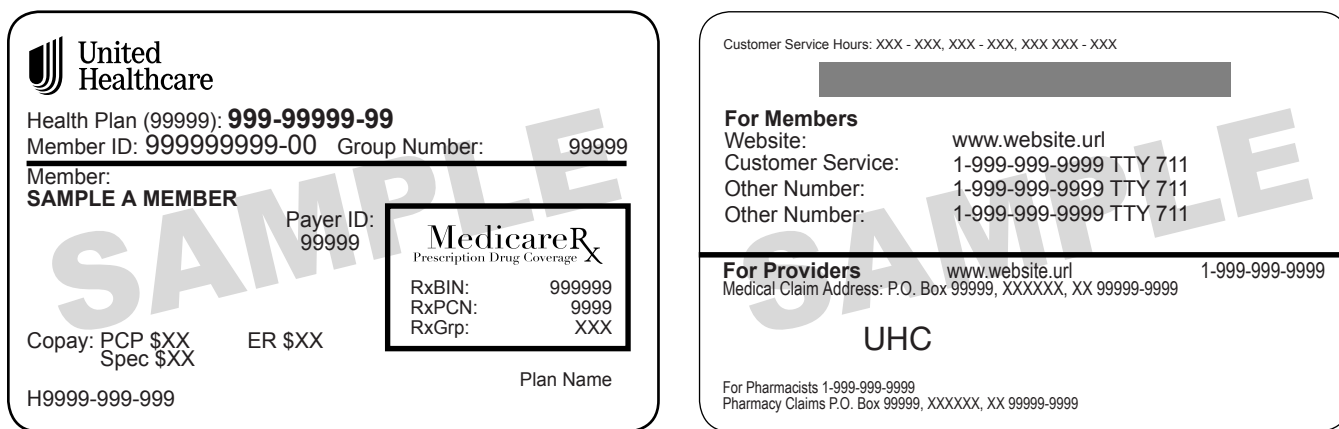 United
Healthcare
Health Plan (99999): 999-99999-99
Member ID: 999999999-00 Group Number: 99999
Member:
SAMPLE A MEMBER
Payer ID:
99999
MedicareRx
Prescription Drug Coverage
RxBIN: 999999
RxPCN: 9999
RxGrp: XXX
Copay: PCP $XX ER $XX
Spec $XX
Plan Name
H9999-999-999
SAMPLE
Customer Service Hours: XXX - XXX, XXX - XXX, XXX XXX - XXX
For Members
Website: www.website.url
Customer Service: 1-999-999-9999 TTY 711
Other Number: 1-999-999-9999 TTY 711
Other Number: 1-999-999-9999 TTY 711
For Providers www.website.url 1-999-999-9999
Medical Claim Address: P.O. Box 99999, XXXXXX, XX 99999-9999
UHC
For Pharmacists 1-999-999-9999
Pharmacy Claims P.O. Box 99999, XXXXXX, XX 99999-9999
SAMPLE